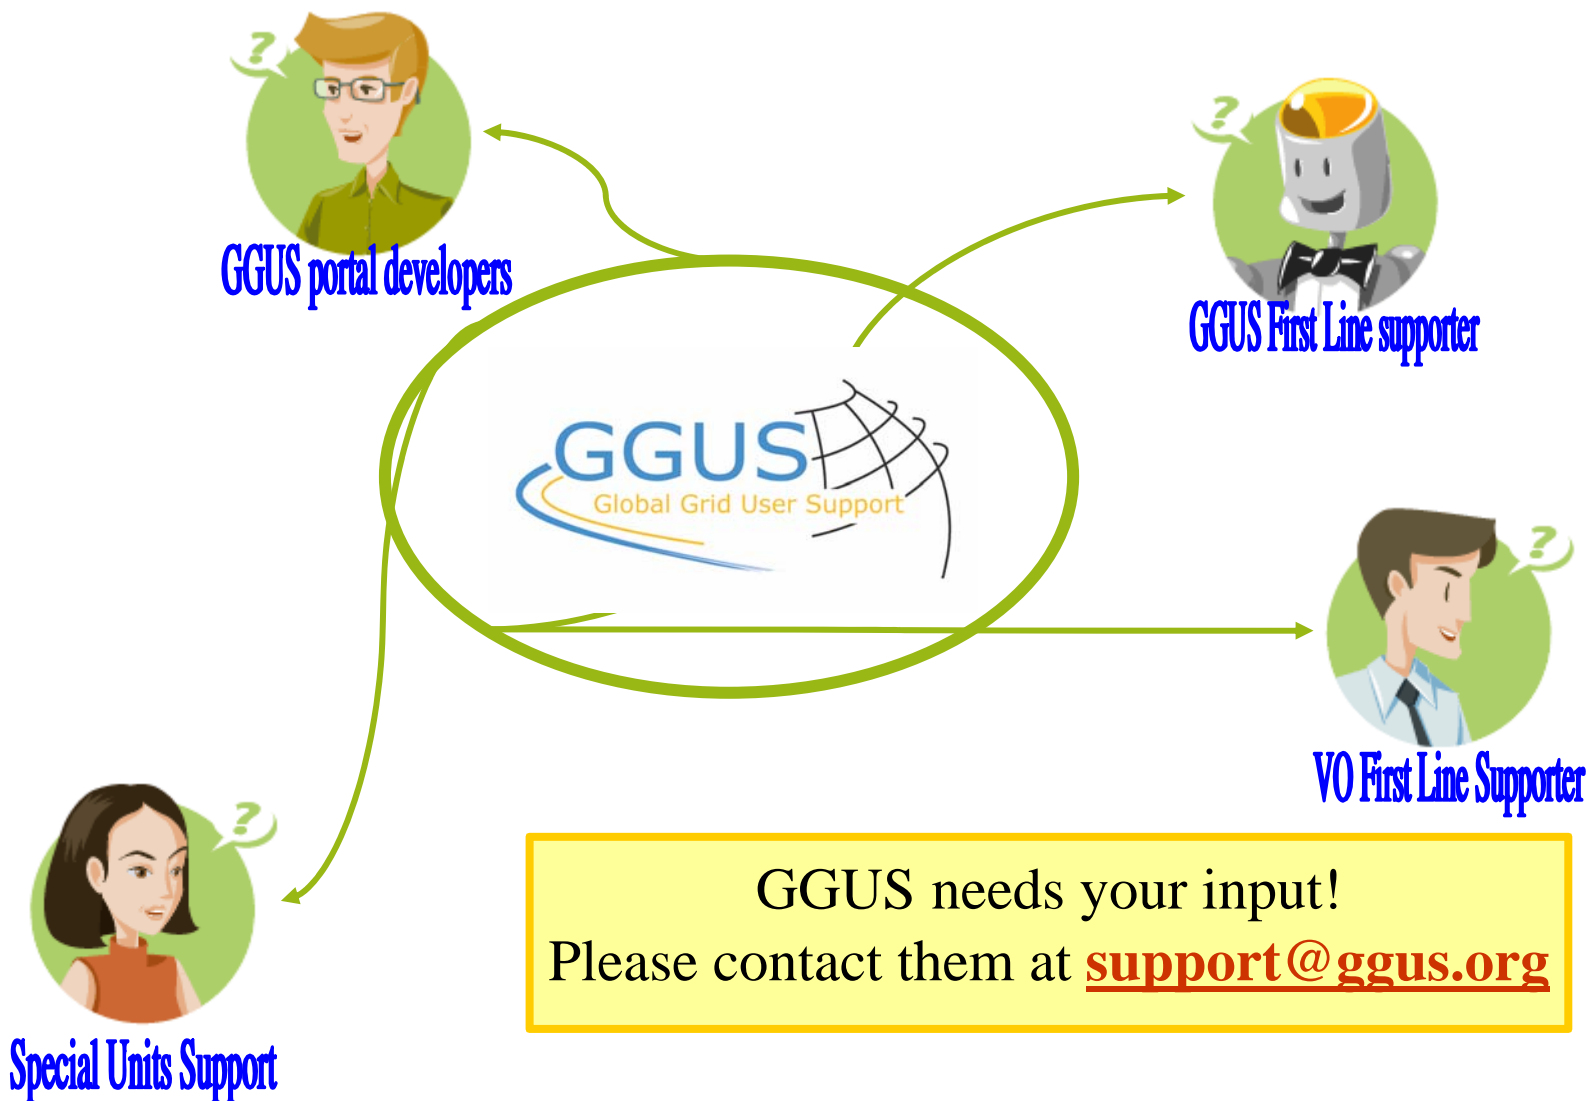 ?
?
GGUS portal developers
GGUS First Line supporter
GGUS
Global Grid User Support
?
VO First Line Supporter
?
GGUS needs your input!
Please contact them at support@ggus.org
Special Units Support